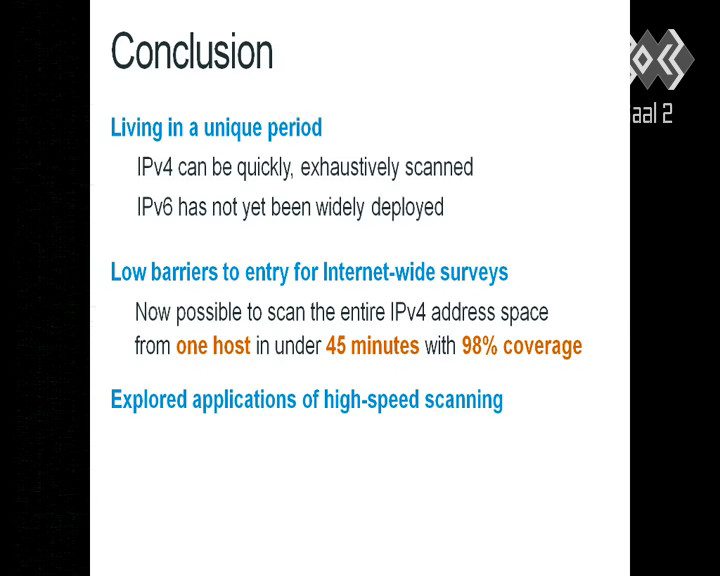 Conclusion
Living in a unique period
IPv4 can be quickly, exhaustively scanned
IPv6 has not yet been widely deployed
Low barriers to entry for Internet-wide surveys
Now possible to scan the entire IPv4 address space
from one host in under 45 minutes with 98% coverage
Explored applications of high-speed scanning
aal 2